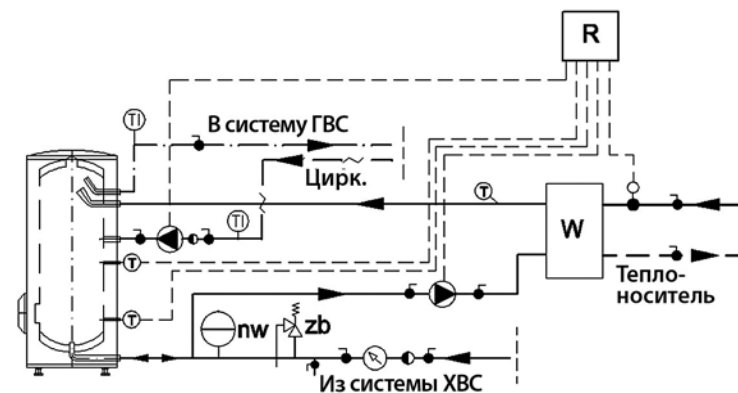 R
TI
В систему ГВС
Цирк.
T
TI
W
T
Тепло-
носитель
T
nw
zb
Из системы ХВС